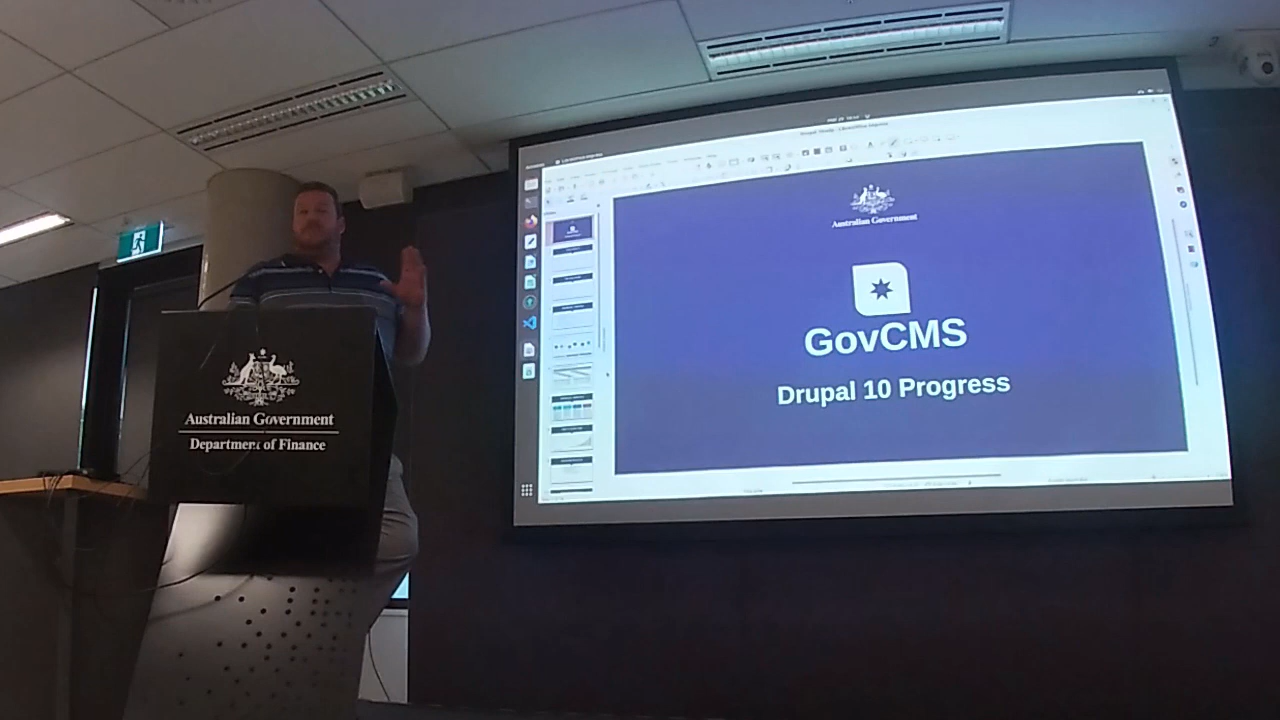 Australian Government
GovCMS
Drupal 10 Progress
Australian Government
Department of Finance